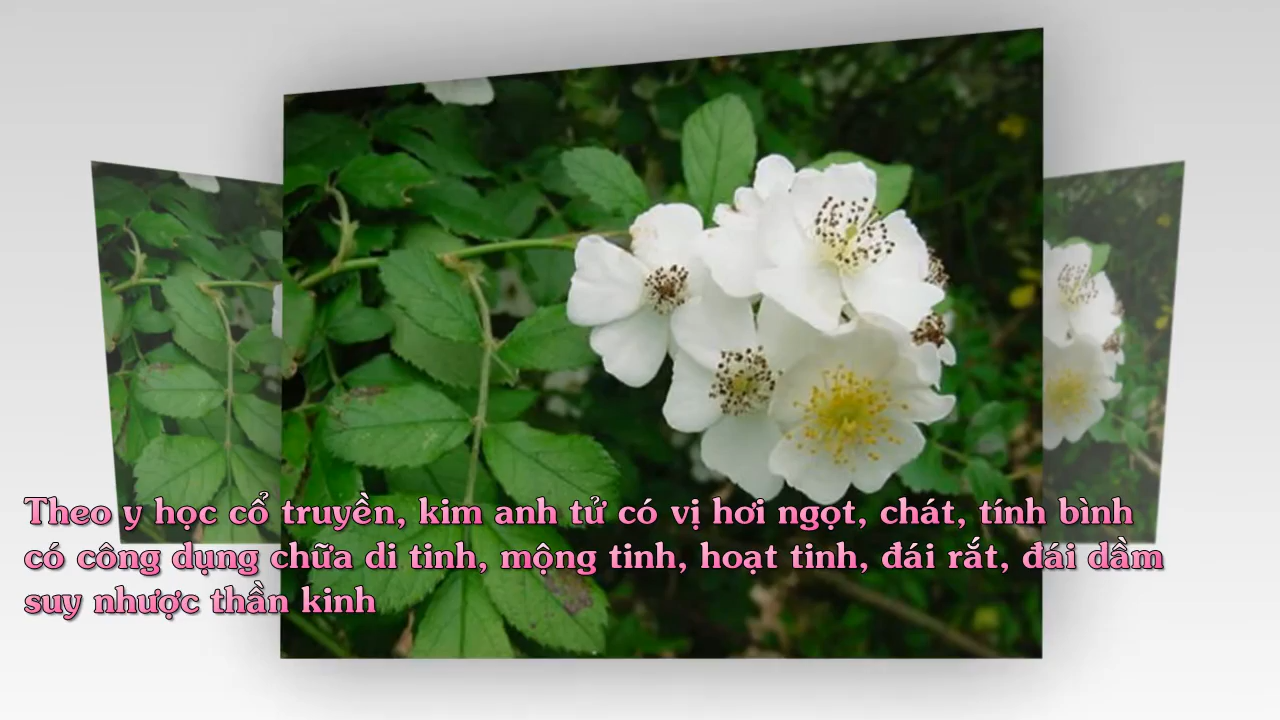 Theo y học cổ truyền, kim anh tử có vị hơi ngọt, chát, tính bình
có công dụng chữa di tinh, mộng tinh, hoạt tinh, đái rắt, đái dầm
suy nhược thần kinh